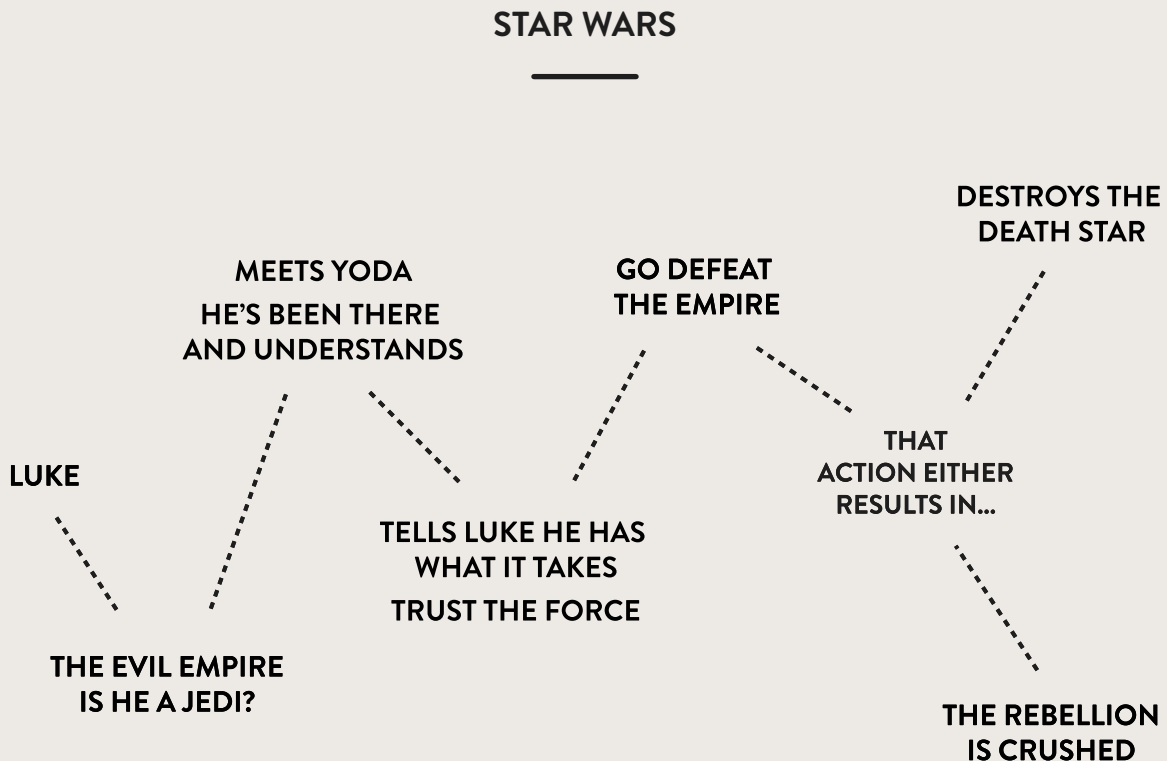 STAR WARS
LUKE
THE EVIL EMPIRE
IS HE A JEDI?
MEETS YODA
HE'S BEEN THERE
AND UNDERSTANDS
TELLS LUKE HE HAS
WHAT IT TAKES
TRUST THE FORCE
GO DEFEAT
THE EMPIRE
THAT
ACTION EITHER
RESULTS IN...
DESTROYS THE
DEATH STAR
THE REBELLION
IS CRUSHED